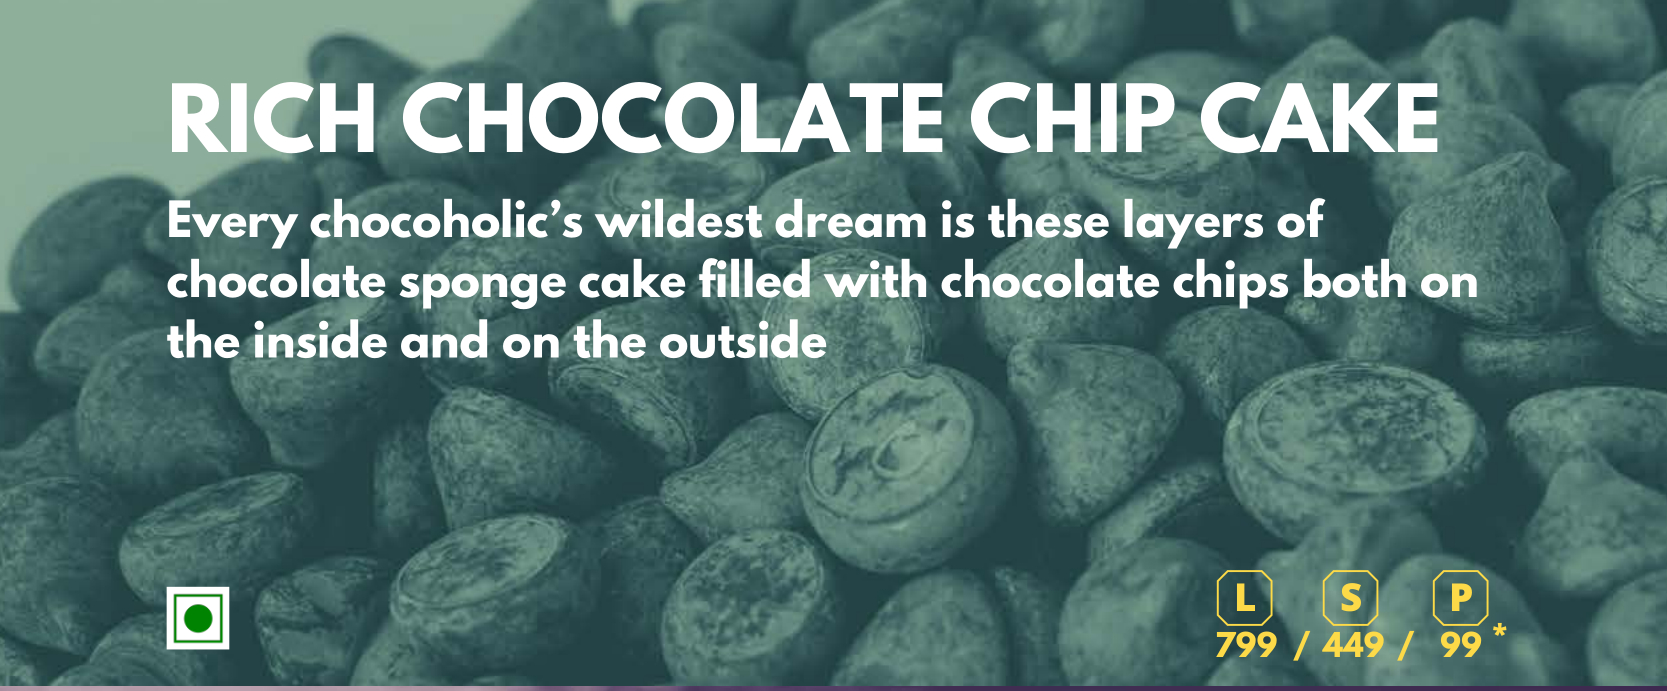 RICH CHOCOLATE CHIP CAKE
Every chocoholic’s wildest dream is these layers of
chocolate sponge cake filled with chocolate chips both on
the inside and on the outside
L S P
799 / 449 / 99 *